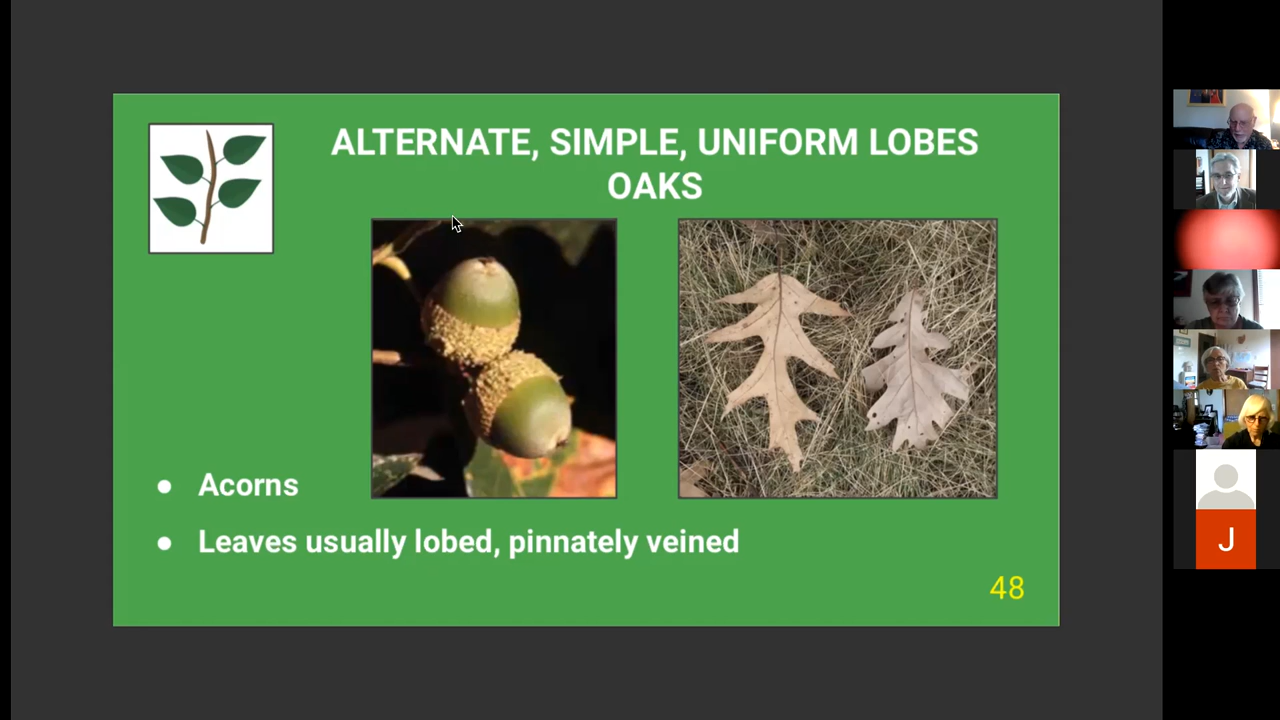 ALTERNATE, SIMPLE, UNIFORM LOBES
OAKS
● Acorns
● Leaves usually lobed, pinnately veined
48
J